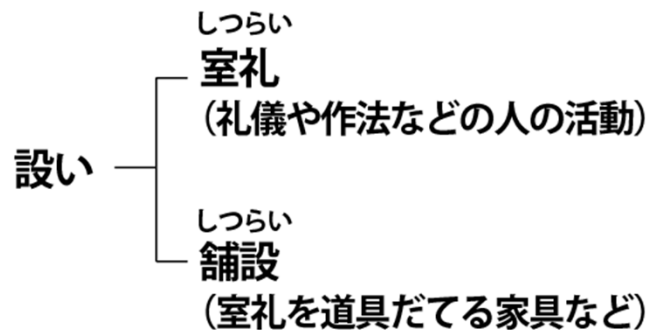 しつらい
室礼
（礼儀や作法などの人の活動）
設い
しつらい
舗設
（室礼を道具だてる家具など）